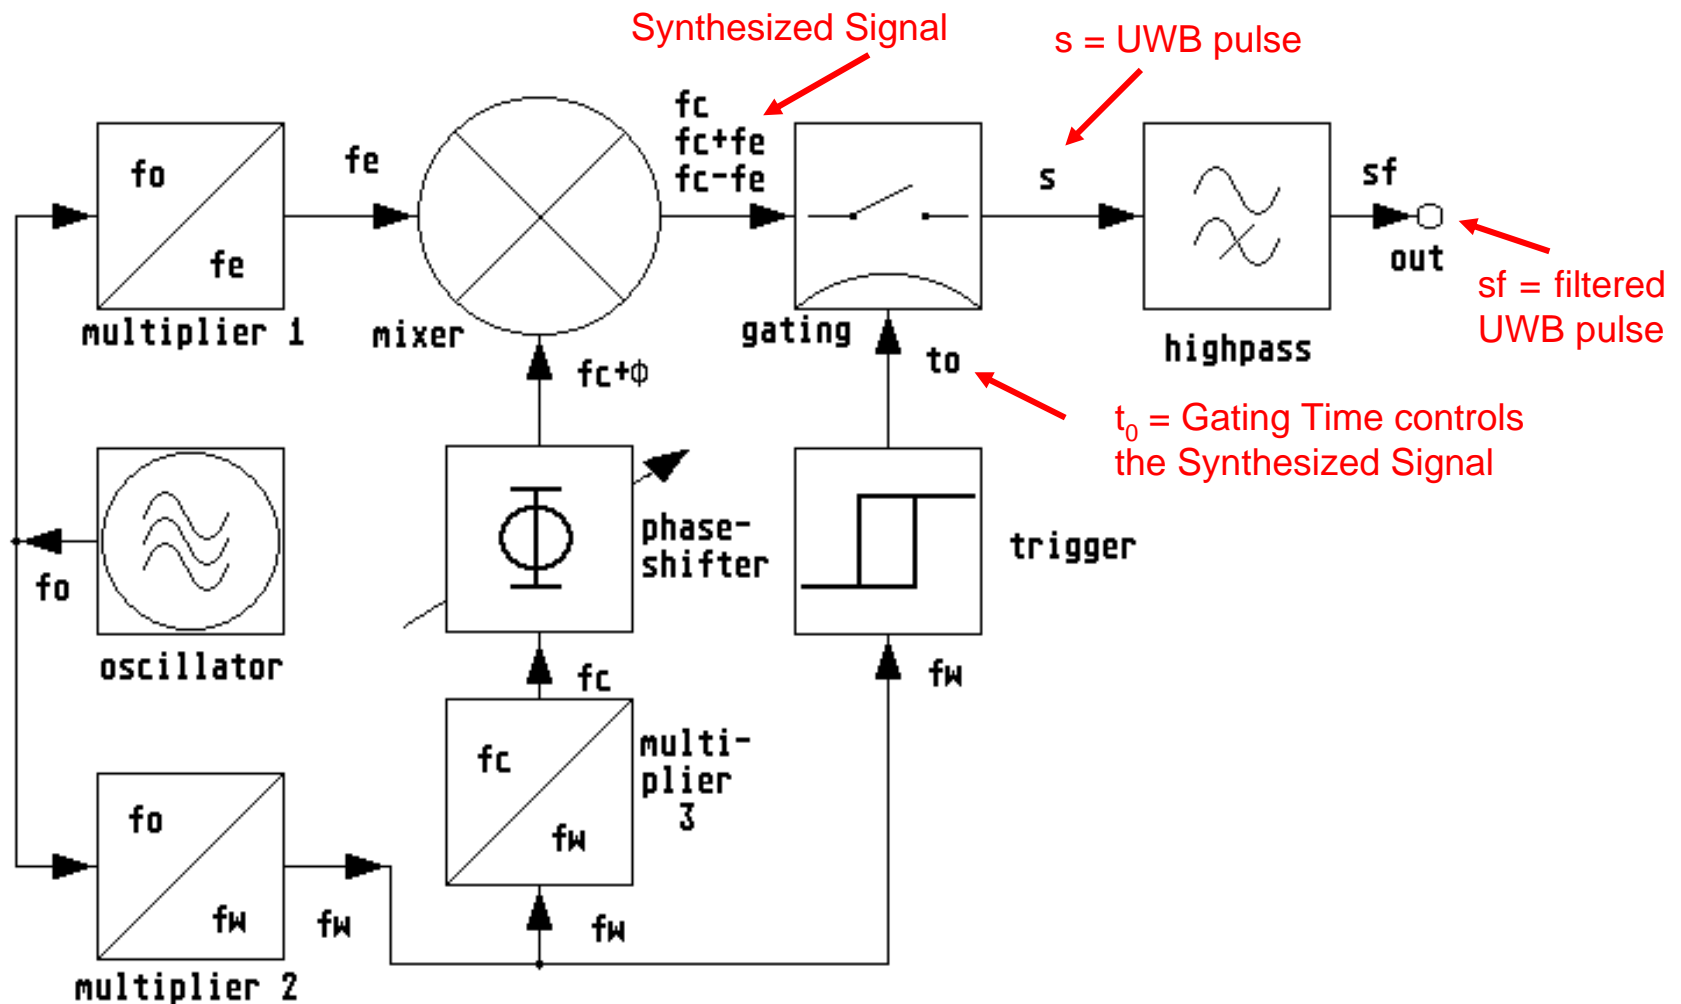 Synthesized Signal
s = UWB pulse
fc
fc+fe
fc-fe
fo
fe
multiplier 1
fe
mixer
gating
s
highpass
sf
out
sf = filtered
UWB pulse
fc+Φ
to
t0 = Gating Time controls
the Synthesized Signal
fo
oscillator
Φ
phase-
shifter
trigger
fc
fw
fc
fw
multi-
plier
3
fo
fw
multiplier 2
fw
fw